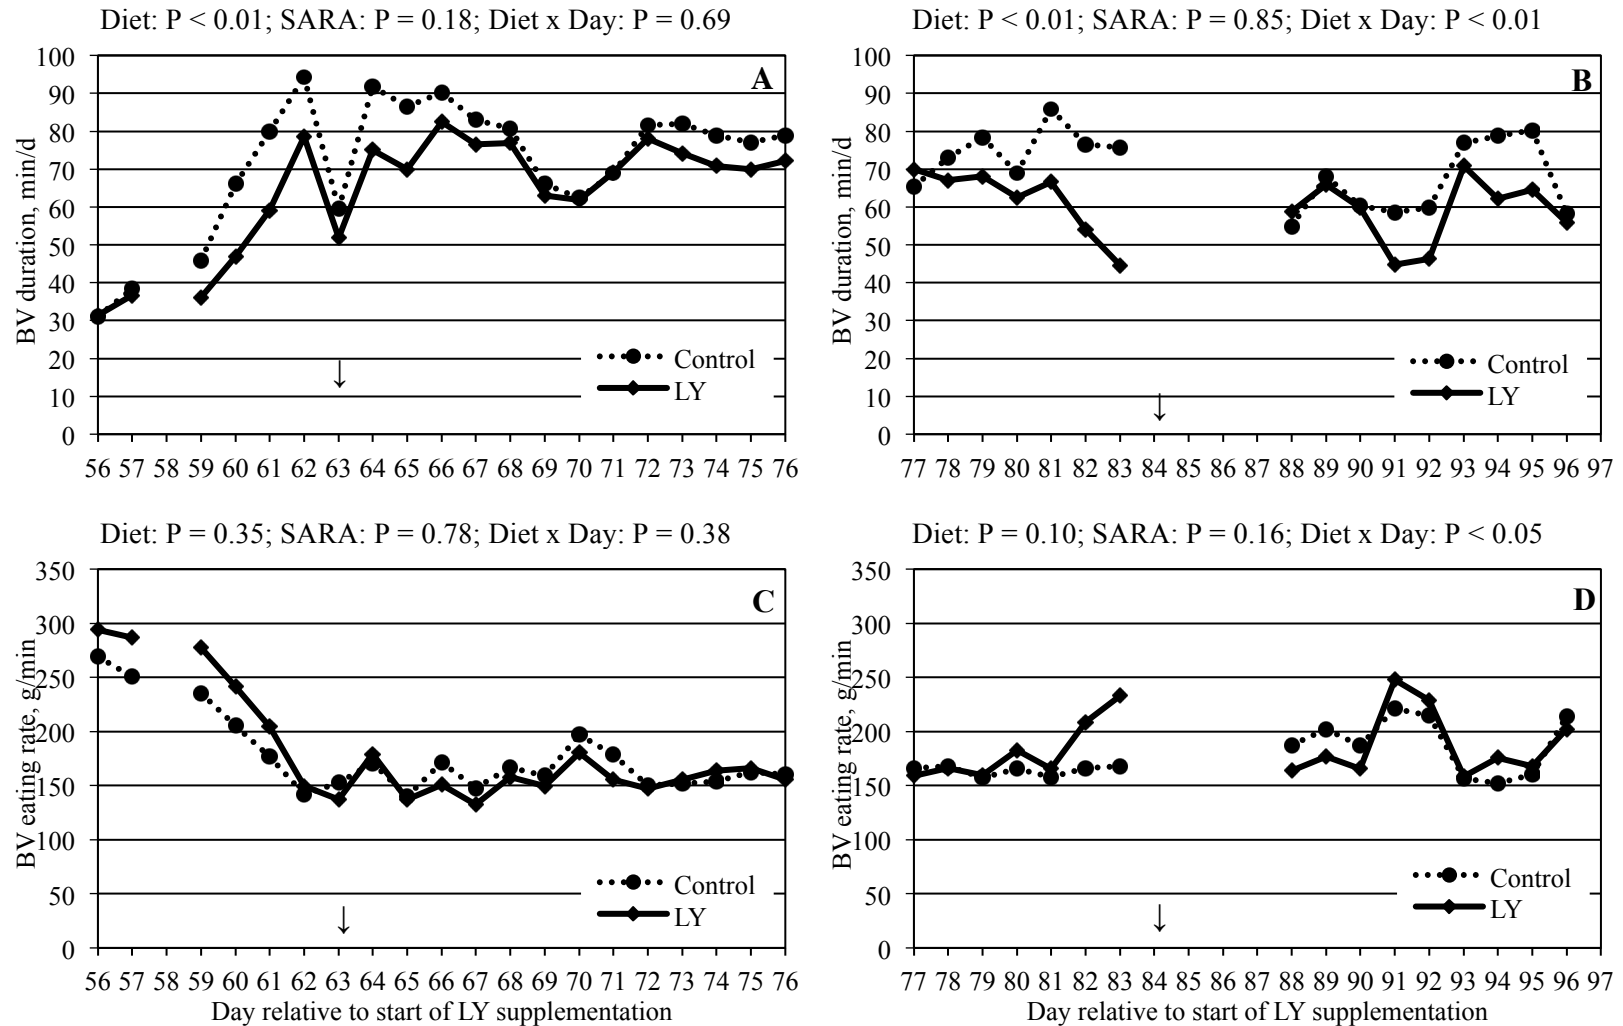 Diet: P < 0.01; SARA: P = 0.18; Diet x Day: P = 0.69
A
100
90
80
70
60
50
40
30
20
10
0
BV duration, min/d
Control
LY
↓
56 57 58 59 60 61 62 63 64 65 66 67 68 69 70 71 72 73 74 75 76
Diet: P < 0.01; SARA: P = 0.85; Diet x Day: P < 0.01
B
100
90
80
70
60
50
40
30
20
10
0
BV duration, min/d
Control
LY
↓
77 78 79 80 81 82 83 84 85 86 87 88 89 90 91 92 93 94 95 96 97
Diet: P = 0.35; SARA: P = 0.78; Diet x Day: P = 0.38
C
350
300
250
200
150
100
50
0
BV eating rate, g/min
Control
LY
↓
56 57 58 59 60 61 62 63 64 65 66 67 68 69 70 71 72 73 74 75 76
Day relative to start of LY supplementation
Diet: P = 0.10; SARA: P = 0.16; Diet x Day: P < 0.05
D
350
300
250
200
150
100
50
0
BV eating rate, g/min
Control
LY
↓
77 78 79 80 81 82 83 84 85 86 87 88 89 90 91 92 93 94 95 96 97
Day relative to start of LY supplementation